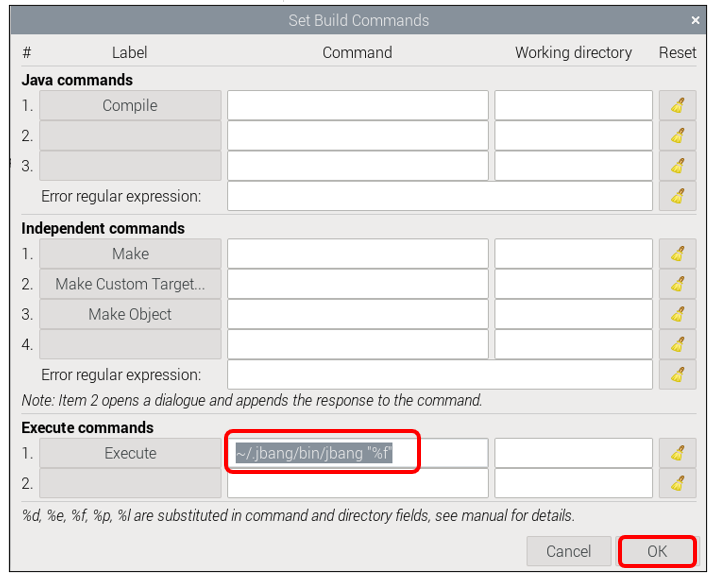 Set Build Commands ×
# Label Command Working directory Reset
Java commands
1. Compile
2.
3.
Error regular expression:
Independent commands
1. Make
2. Make Custom Target...
3. Make Object
4.
Error regular expression:
Note: Item 2 opens a dialogue and appends the response to the command.
Execute commands
1. Execute ~/.jbang/bin/jbang "%f"
2.
%d, %e, %f, %p, %l are substituted in command and directory fields, see manual for details.
Cancel OK